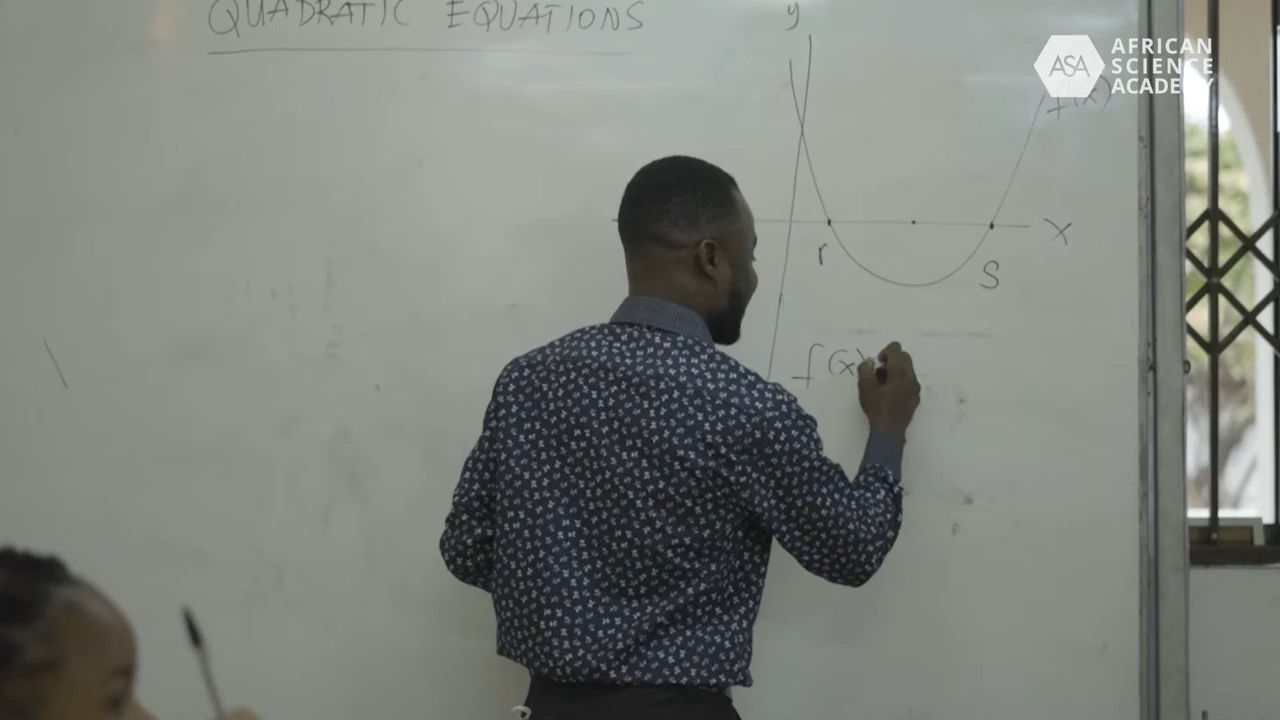 QUADRATIC EQUATIONS
y
ASA
AFRICAN
SCIENCE
ACADEMY
f(x)
x
r
S
f(x)